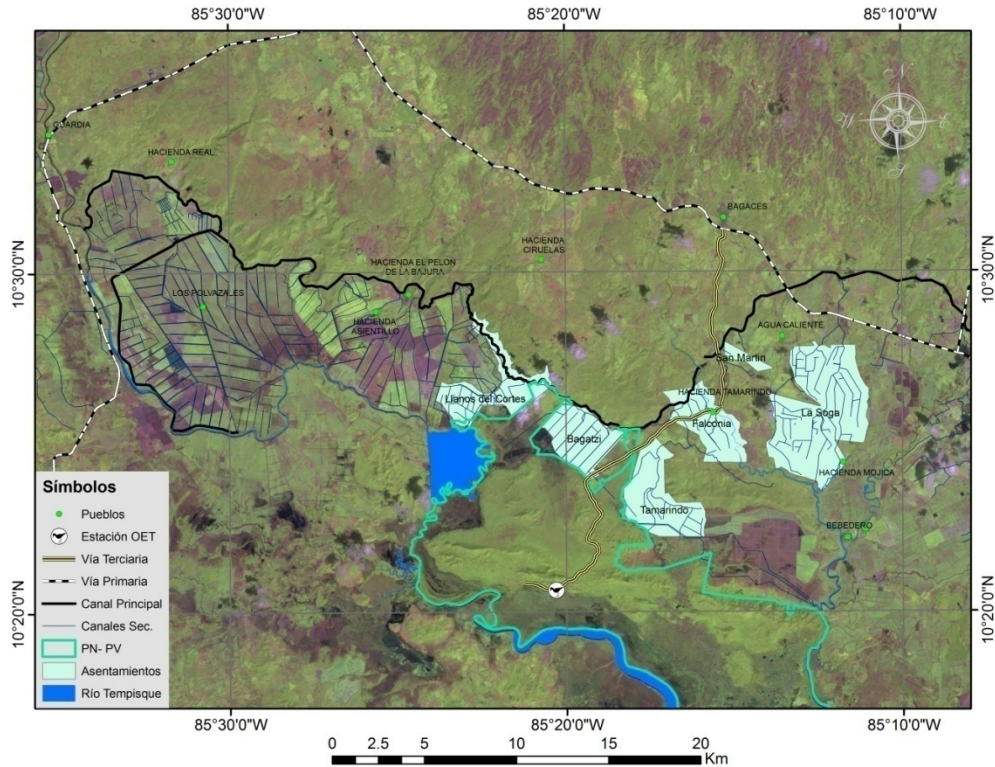 85°30'0"W 85°20'0"W 85°10'0"W
N
W E
S
GUARDIA
HACIENDA REAL
BAGACES
HACIENDA
CIRUELAS
HACIENDA EL PELON
DE LA BAJURA
10°30'0"N 10°30'0"N
LOS POLVAZALES
HACIENDA
ASIENTILLO
AGUA CALIENTE
San Martin
HACIENDA TAMARINDO
Llanos del Cortes
La Soga
Falconia
Bagatzi
HACIENDA MOJICA
Tamarindo
BEBEDERO
Símbolos
Pueblos
Estación OET
Vía Terciaria
Vía Primaria
Canal Principal
Canales Sec.
PN- PV
Asentamientos
Río Tempisque
10°20'0"N 10°20'0"N
85°30'0"W 85°20'0"W 85°10'0"W
0 2.5 5 10 15 20
Km